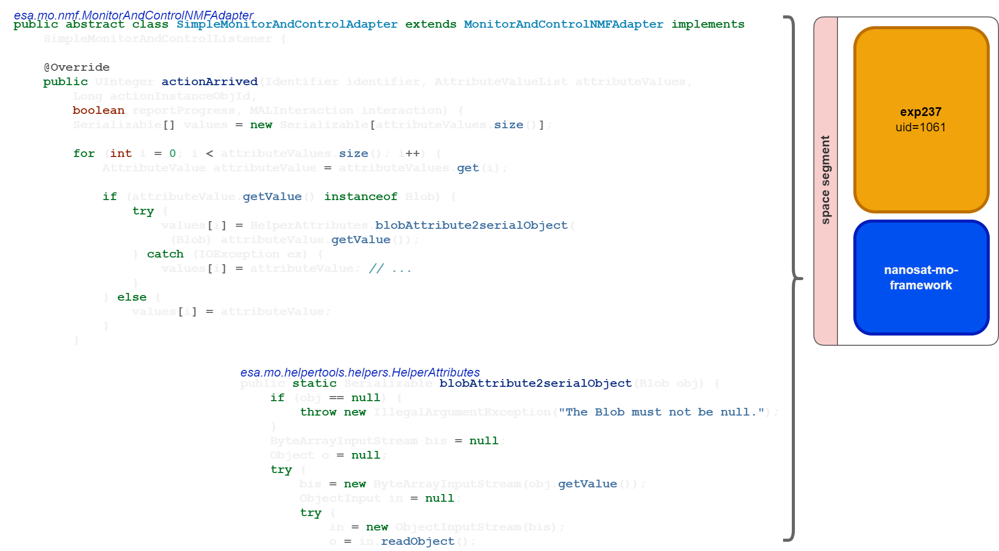 esa.mo.nmf.MonitorAndControlNMFAdapter
public abstract class SimpleMonitorAndControlAdapter extends MonitorAndControlNMFAdapter implements
SimpleMonitorAndControlListener {
@Override
public UInteger actionArrived(Identifier identifier, AttributeValueList attributeValues,
Long actionInstanceObjId,
boolean reportProgress, MALInteraction interaction) {
Serializable[] values = new Serializable[attributeValues.size()];
for (int i = 0; i < attributeValues.size(); i++) {
AttributeValue attributeValue = attributeValues.get(i);
if (attributeValue.getValue() instanceof Blob) {
try {
values[i] = HelperAttributes.blobAttribute2serialObject(
(Blob) attributeValue.getValue());
} catch (IOException ex) {
values[i] = attributeValue; // ...
}
} else {
values[i] = attributeValue;
}
}
esa.mo.helpertools.helpers.HelperAttributes
public static Serializable blobAttribute2serialObject(Blob obj) {
if (obj == null) {
throw new IllegalArgumentException("The Blob must not be null.");
}
ByteArrayInputStream bis = null;
Object o = null;
try {
bis = new ByteArrayInputStream(obj.getValue());
ObjectInput in = null;
try {
in = new ObjectInputStream(bis);
o = in.readObject();
space segment
exp237
uid=1061
nanosat-mo-
framework